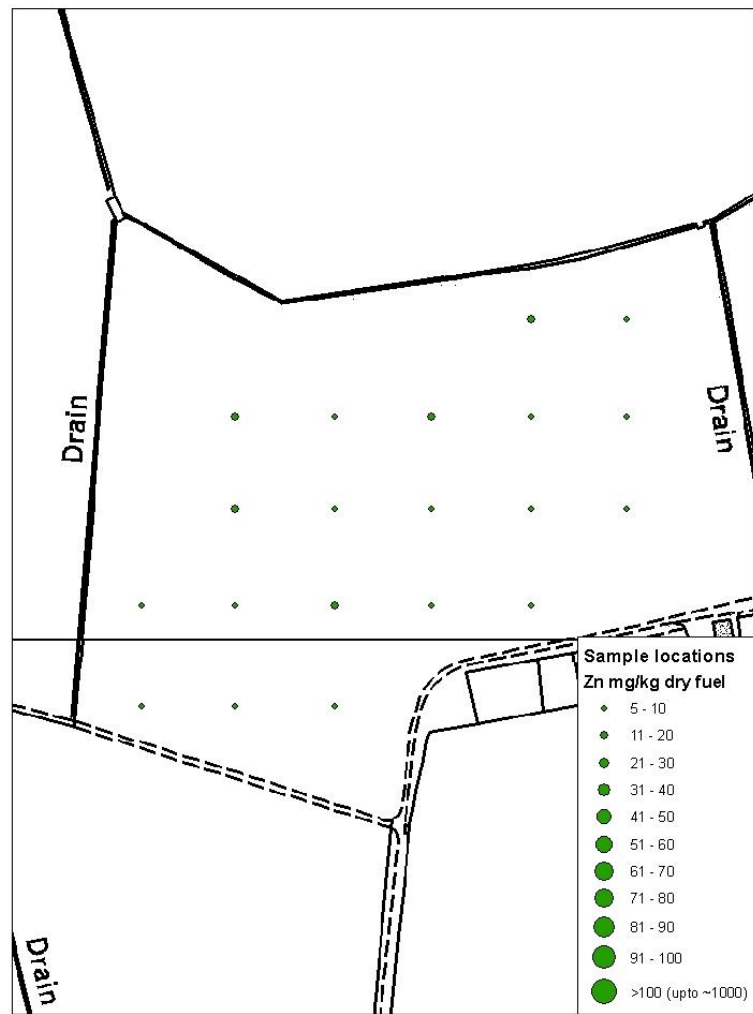 Drain
Drain
Sample locations
Zn mg/kg dry fuel
5 - 10
11 - 20
21 - 30
31 - 40
41 - 50
51 - 60
61 - 70
71 - 80
81 - 90
91 - 100
>100 (upto ~1000)
Drain